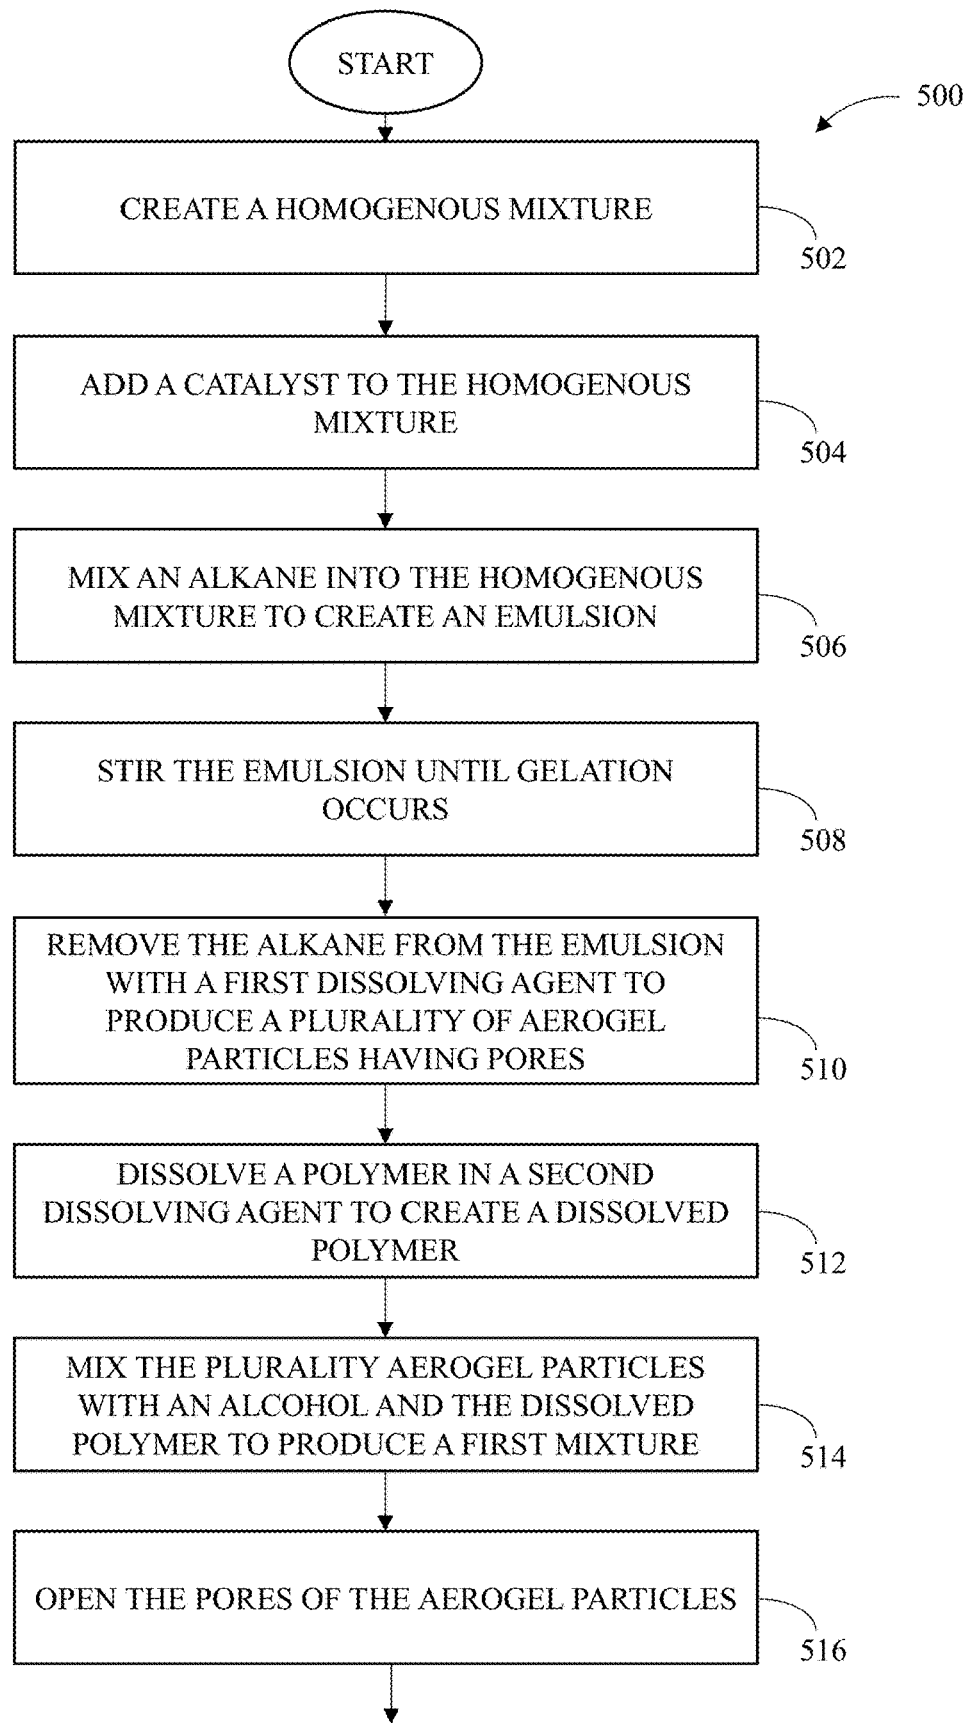 START
500
CREATE A HOMOGENOUS MIXTURE
502
ADD A CATALYST TO THE HOMOGENOUS
MIXTURE
504
MIX AN ALKANE INTO THE HOMOGENOUS
MIXTURE TO CREATE AN EMULSION
506
STIR THE EMULSION UNTIL GELATION
OCCURS
508
REMOVE THE ALKANE FROM THE EMULSION
WITH A FIRST DISSOLVING AGENT TO
PRODUCE A PLURALITY OF AEROGEL
PARTICLES HAVING PORES
510
DISSOLVE A POLYMER IN A SECOND
DISSOLVING AGENT TO CREATE A DISSOLVED
POLYMER
512
MIX THE PLURALITY AEROGEL PARTICLES
WITH AN ALCOHOL AND THE DISSOLVED
POLYMER TO PRODUCE A FIRST MIXTURE
514
OPEN THE PORES OF THE AEROGEL PARTICLES
516